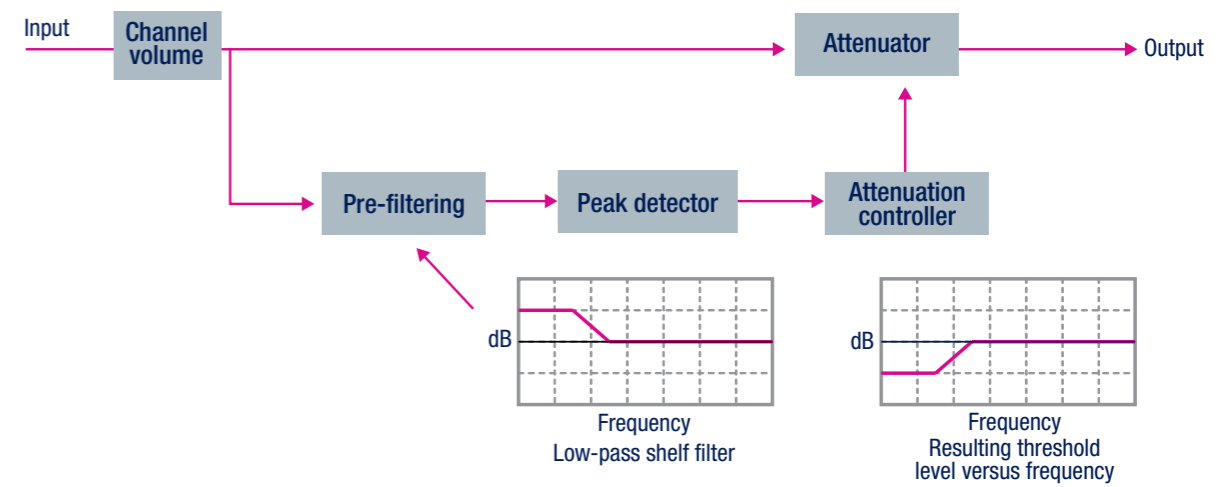 Input
Channel
volume
Attenuator
Output
Pre-filtering
Peak detector
Attenuation
controller
dB
Frequency
Low-pass shelf filter
dB
Frequency
Resulting threshold
level versus frequency